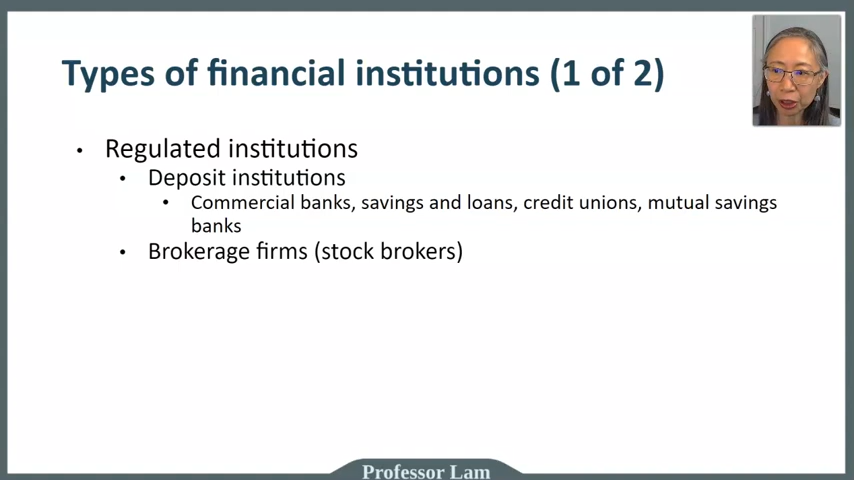 Types of financial institutions (1 of 2)
• Regulated institutions
• Deposit institutions
• Commercial banks, savings and loans, credit unions, mutual savings
banks
• Brokerage firms (stock brokers)
Professor Lam